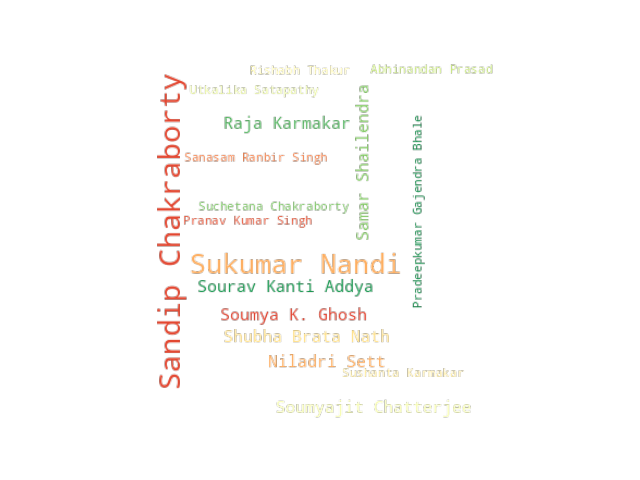 Rishabh Thakur
Abhinandan Prasad
Utkalika Satapathy
Sandip Chakraborty
Raja Karmakar
Samar Shailendra
Pradeepkumar Gajendra Bhale
Sanasam Ranbir Singh
Suchetana Chakraborty
Pranav Kumar Singh
Sukumar Nandi
Sourav Kanti Addya
Soumya K. Ghosh
Shubha Brata Nath
Niladri Sett
Sushanta Karmakar
Soumyajit Chatterjee